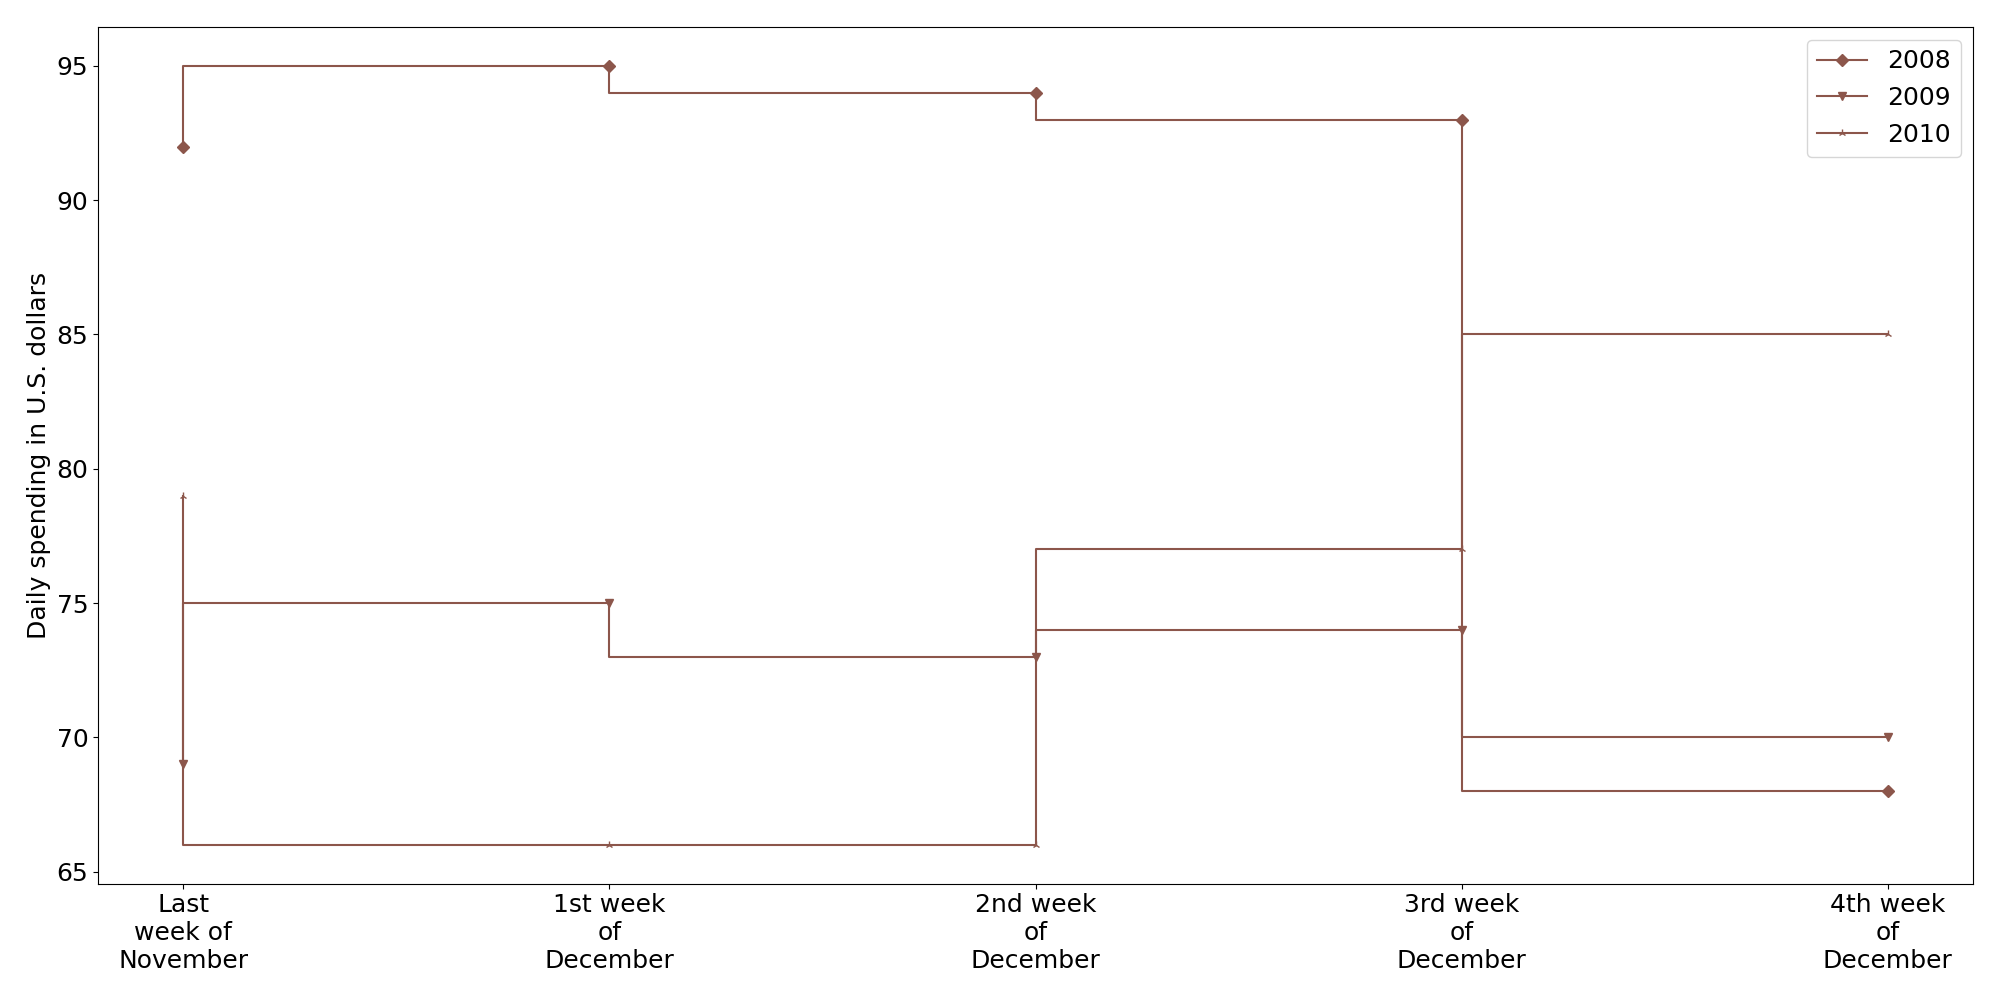 Daily spending in U.S. dollars
95
90
85
80
75
70
65
Last
week of
November
1st week
of
December
2nd week
of
December
3rd week
of
December
4th week
of
December
2008
2009
2010